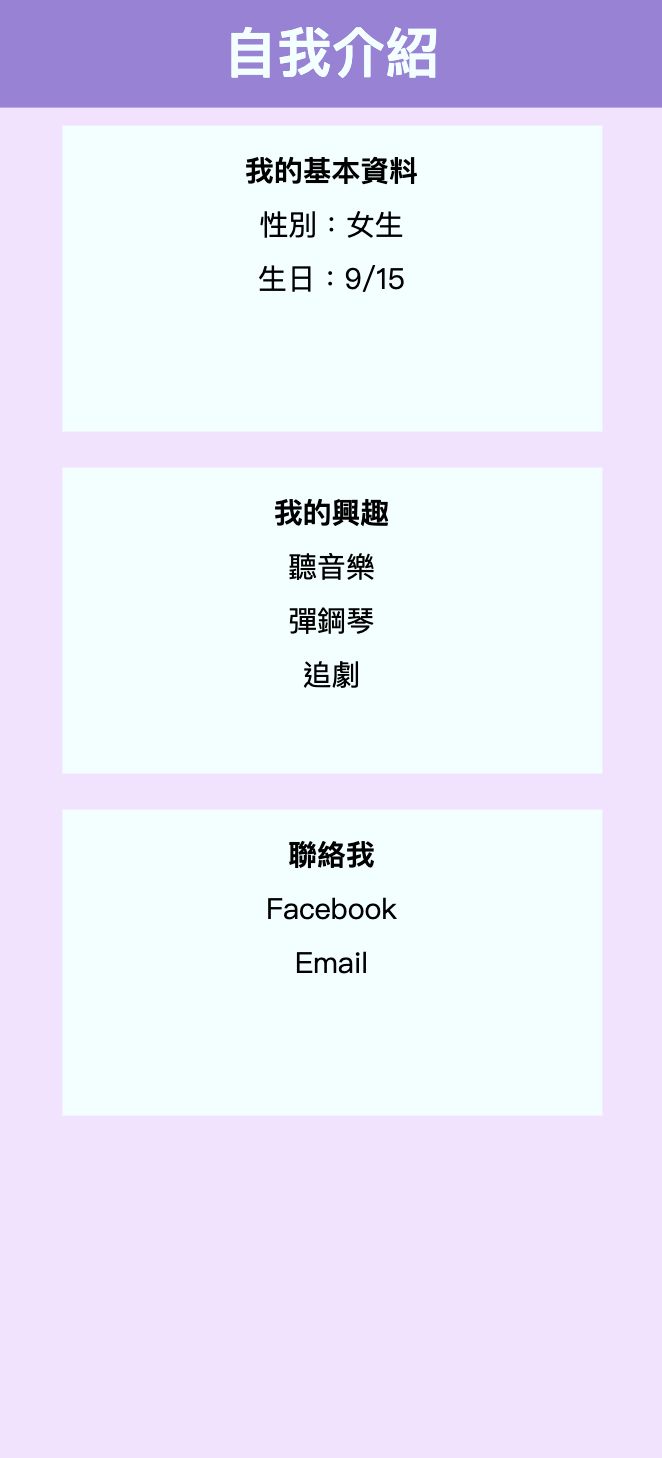 自我介紹
我的基本資料
性別：女生
生日：9/15
我的興趣
聽音樂
彈鋼琴
追劇
聯絡我
Facebook
Email